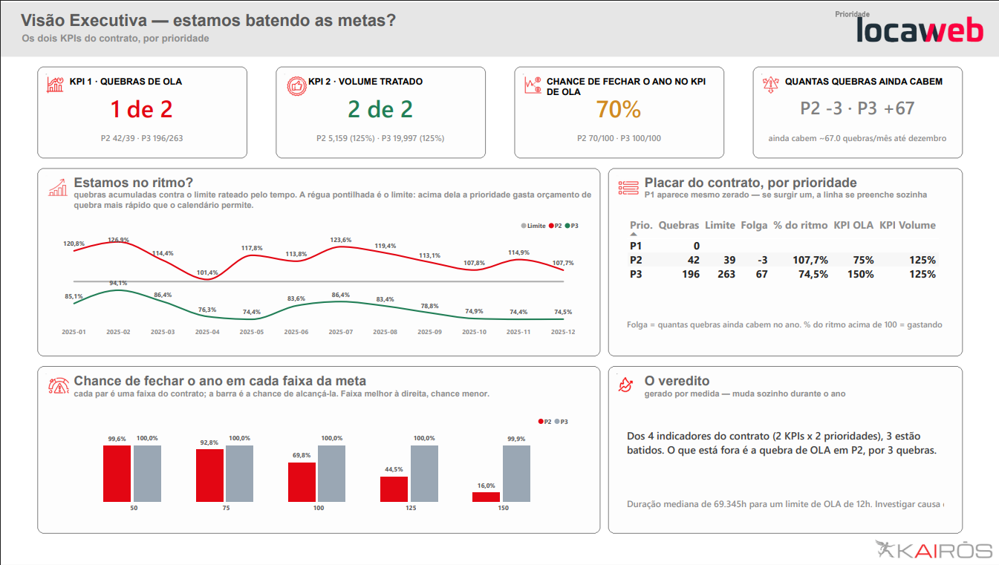 Visão Executiva — estamos batendo as metas?
Os dois KPIs do contrato, por prioridade
Prioridade
locaweb
KPI 1 · QUEBRAS DE OLA
1 de 2
P2 42/39 · P3 196/263
KPI 2 · VOLUME TRATADO
2 de 2
P2 5,159 (125%) · P3 19,997 (125%)
CHANCE DE FECHAR O ANO NO KPI
DE OLA
70%
P2 70/100 · P3 100/100
QUANTAS QUEBRAS AINDA CABEM
P2 -3 · P3 +67
ainda cabem ~67.0 quebras/mês até dezembro
Estamos no ritmo?
quebras acumuladas contra o limite rateado pelo tempo. A régua pontilhada é o limite: acima dela a prioridade gasta orçamento de
quebra mais rápido que o calendário permite.
Limite P2 P3
120,8% 126,9% 114,4% 101,4% 117,8% 113,8% 123,6% 119,4% 113,1% 107,8% 114,9% 107,7%
85,1% 94,1% 86,4% 76,3% 74,4% 83,6% 86,4% 83,4% 78,8% 74,9% 74,4% 74,5%
2025-01 2025-02 2025-03 2025-04 2025-05 2025-06 2025-07 2025-08 2025-09 2025-10 2025-11 2025-12
Placar do contrato, por prioridade
P1 aparece mesmo zerado — se surgir um, a linha se preenche sozinha
Prio. Quebras Limite Folga % do ritmo KPI OLA KPI Volume
P1 0
P2 42 39 -3 107,7% 75% 125%
P3 196 263 67 74,5% 150% 125%
Folga = quantas quebras ainda cabem no ano. % do ritmo acima de 100 = gastando
Chance de fechar o ano em cada faixa da meta
cada par é uma faixa do contrato; a barra é a chance de alcançá-la. Faixa melhor à direita, chance menor.
P2 P3
99,6% 100,0% 92,8% 100,0% 69,8% 100,0% 44,5% 100,0% 16,0% 99,9%
50 75 100 125 150
O veredito
gerado por medida — muda sozinho durante o ano
Dos 4 indicadores do contrato (2 KPIs x 2 prioridades), 3 estão
batidos. O que está fora é a quebra de OLA em P2, por 3 quebras.
Duração mediana de 69.345h para um limite de OLA de 12h. Investigar causa
KAIRÓS